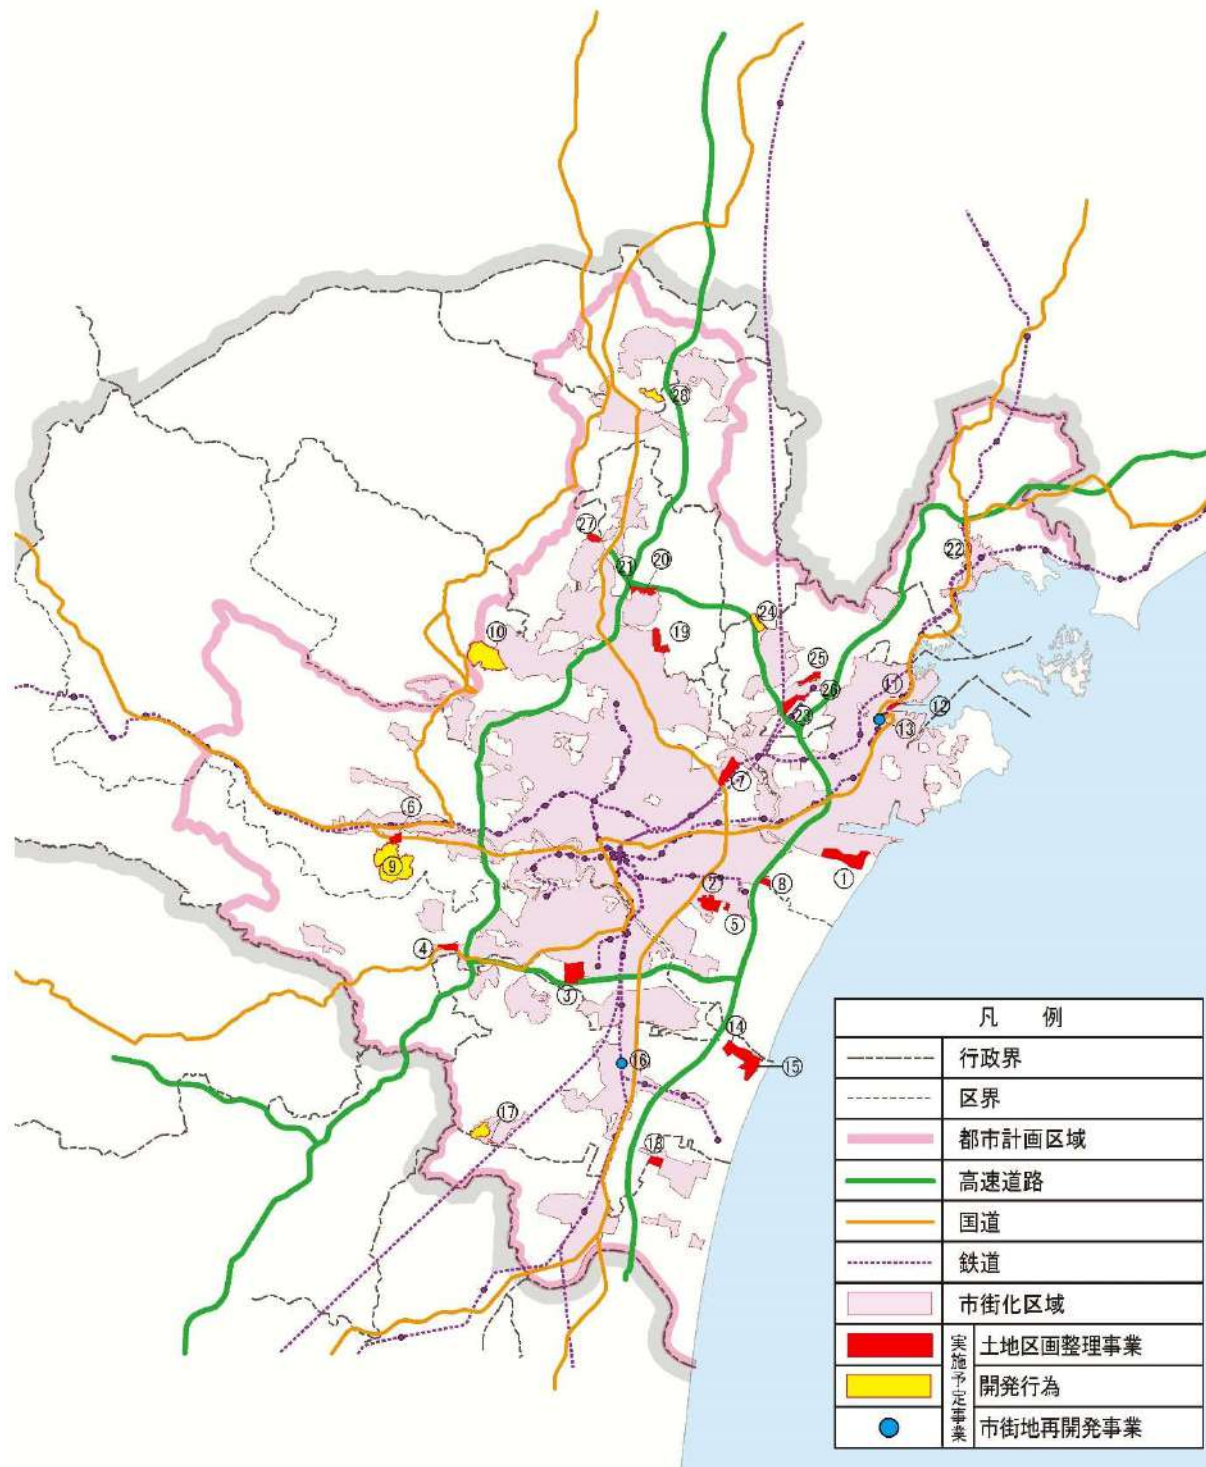 ㉘
㉗
㉑
⑳
㉒
㉔
⑩
⑲
㉕
㉖
⑪
⑫
㉓
⑬
⑦
⑥
⑨
①
②
⑧
⑤
④
③
⑭
⑯
⑮
⑰
⑱
凡 例
行政界
区界
都市計画区域
高速道路
国道
鉄道
市街化区域
実施予定事業
土地区画整理事業
開発行為
市街地再開発事業